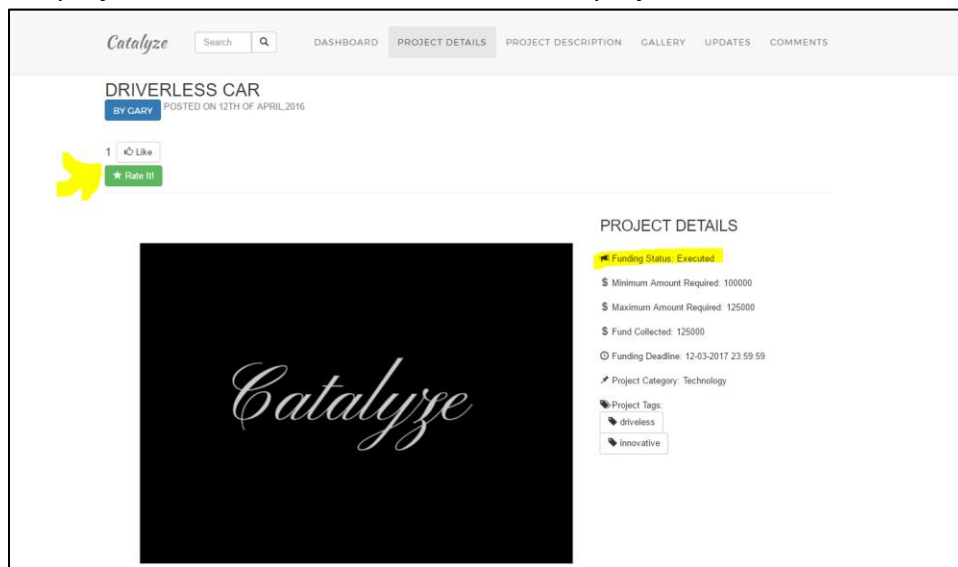 Catalyze Search DASHBOARD PROJECT DETAILS PROJECT DESCRIPTION GALLERY UPDATES COMMENTS
DRIVERLESS CAR
BY GARY POSTED ON 12TH OF APRIL,2016
1 Like
Rate It!
PROJECT DETAILS
Funding Status: Executed
$ Minimum Amount Required: 100000
$ Maximum Amount Required: 125000
$ Fund Collected: 125000
Funding Deadline: 12-03-2017 23:59:59
Project Category: Technology
Project Tags:
driveless
innovative
Catalyze